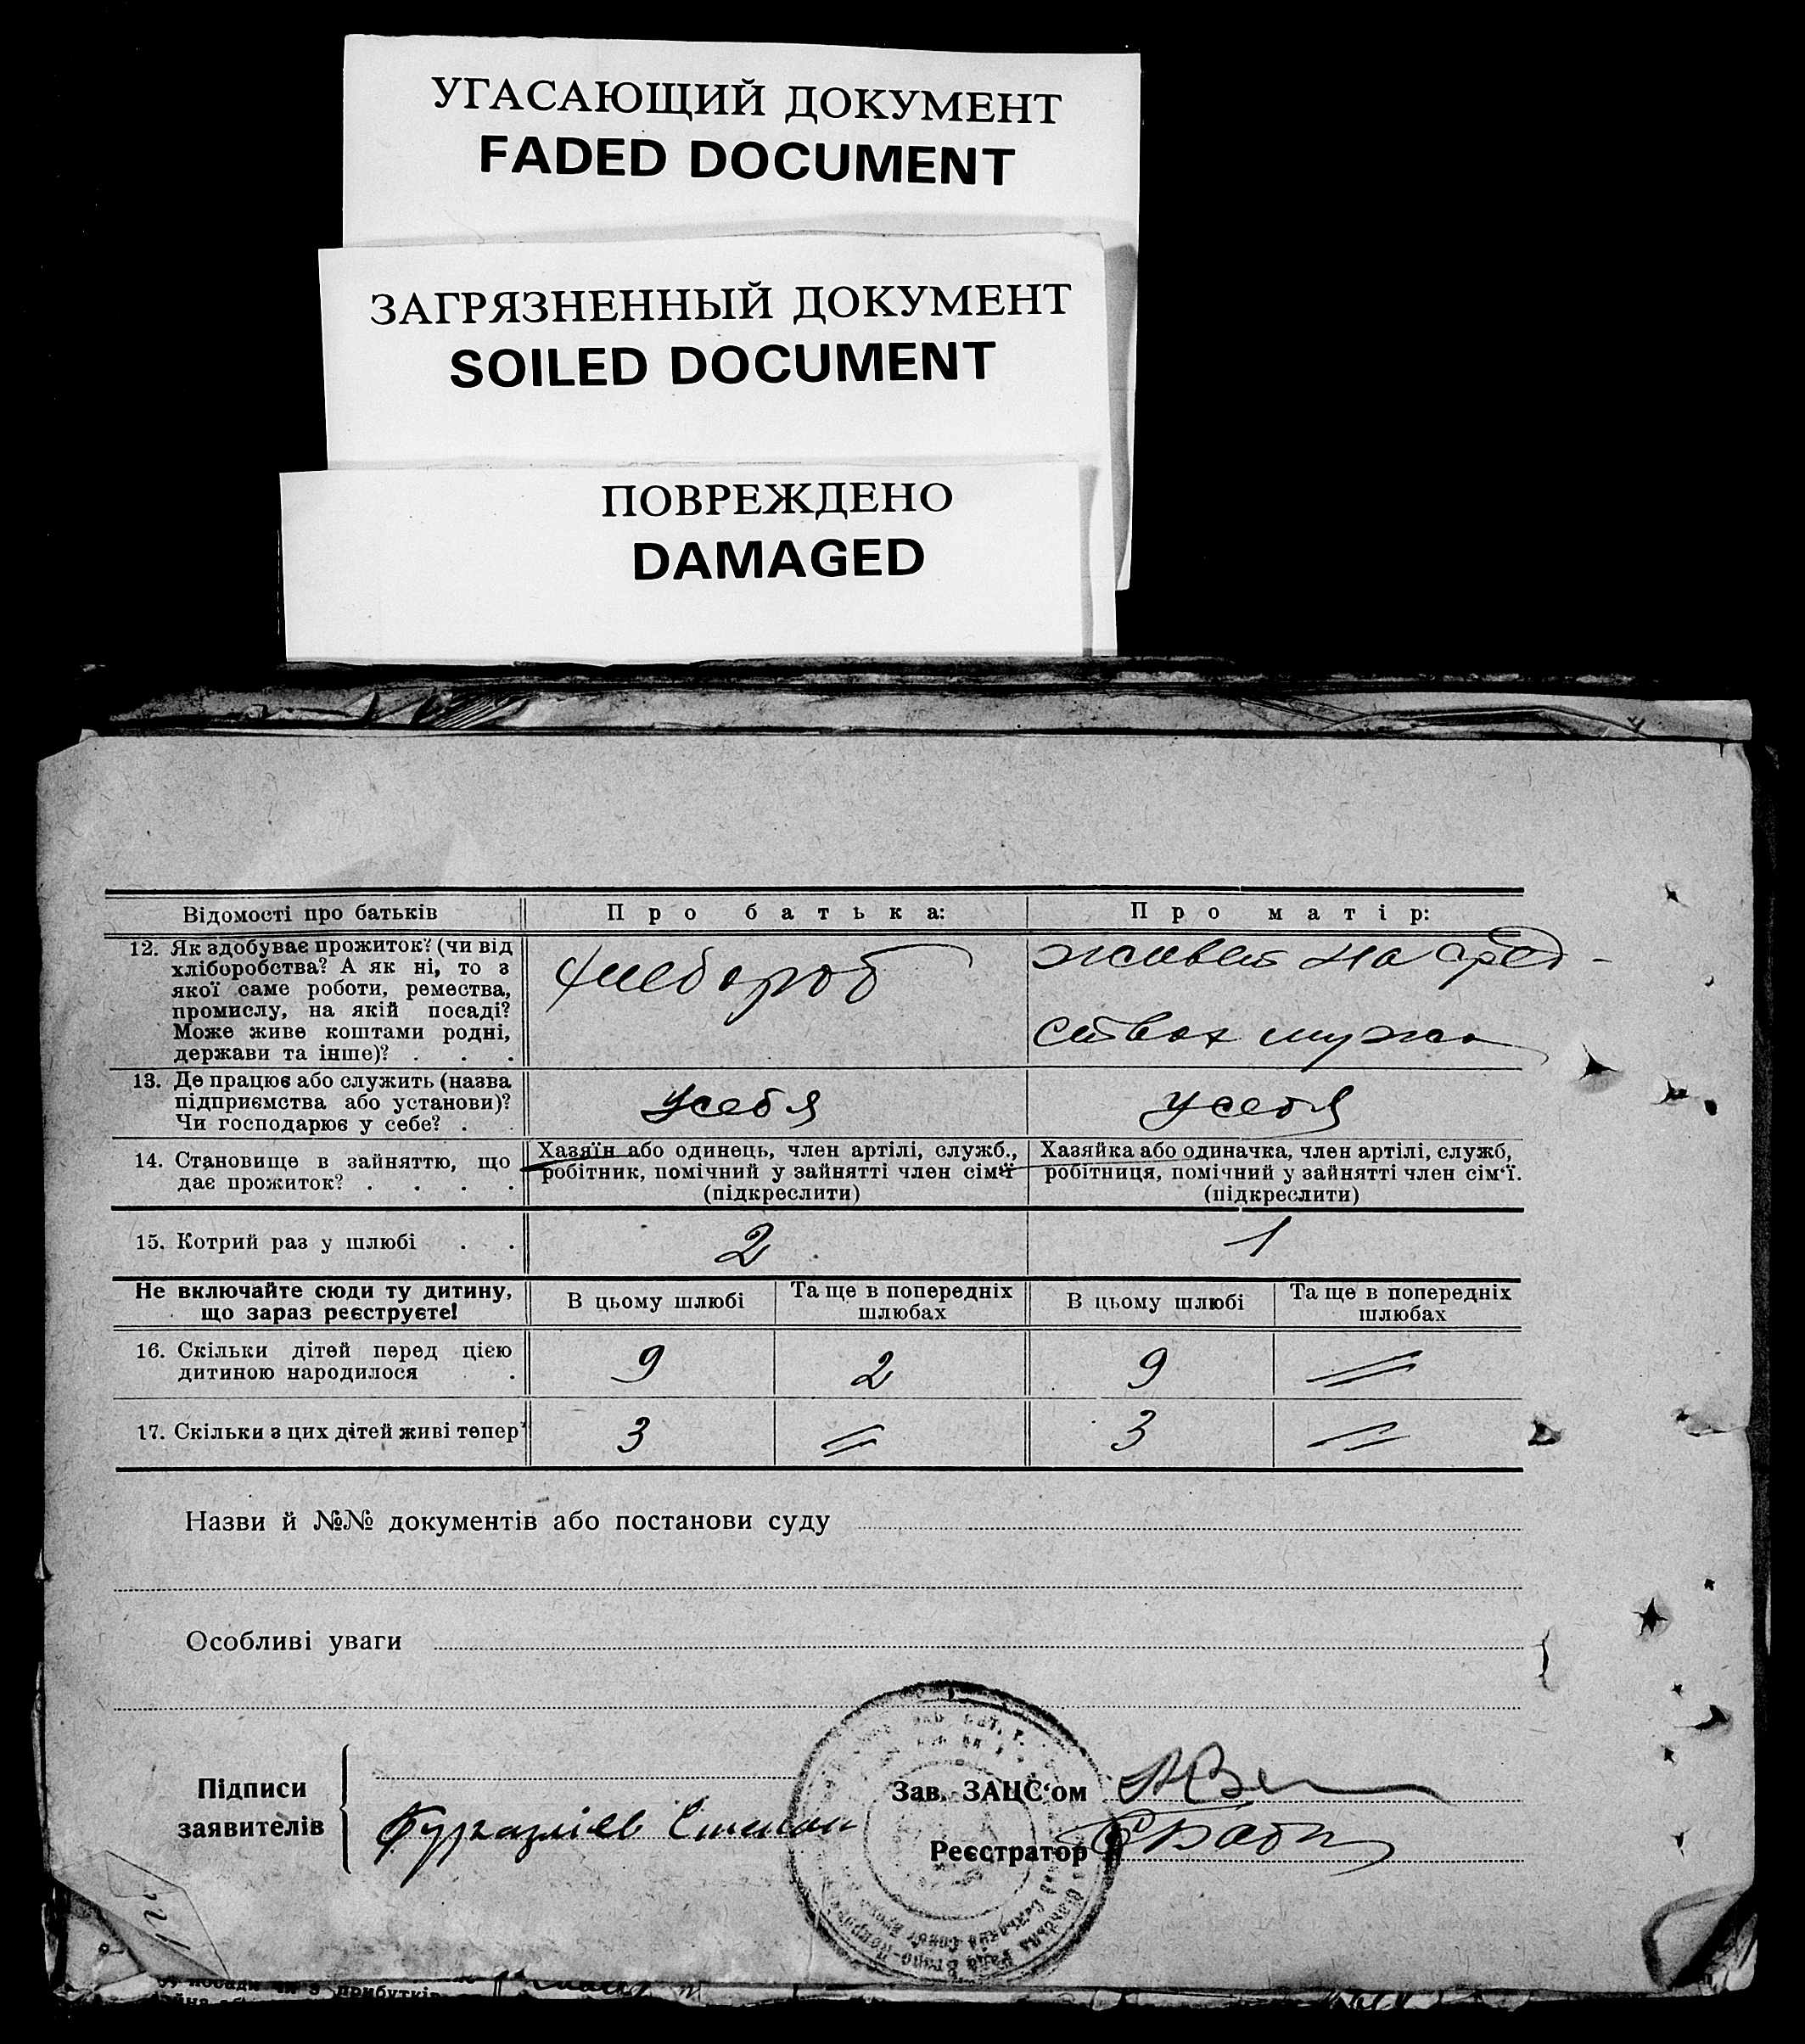 УГАСАЮЩИЙ ДОКУМЕНТ
FADED DOCUMENT
ЗАГРЯЗНЕННЫЙ ДОКУМЕНТ
SOILED DOCUMENT
ПОВРЕЖДЕНО
DAMAGED
Відомості про батьків
Про батька:
Про матір:
12. Як здобуває прожиток? (чи від
хліборобства? А як ні, то з
якої саме роботи, ремества,
промислу, на якій посаді?
Може живе коштами родні,
держави та інше)? . . .
хлебороб
живет на сред-
ствах мужа
13. Де працює або служить (назва
підприємства або установи)?
Чи господарює у себе? .
у себя
у себя
14. Становище в зайняттю, що
дає прожиток? . . . .
Хазяїн або одинець, член артілі, служб.,
робітник, помічний у зайнятті член сім'ї
(підкреслити)
Хазяйка або одиначка, член артілі, служб,
робітниця, помічний у зайнятті член сім'ї.
(підкреслити)
15. Котрий раз у шлюбі . .
2
1
Не включайте сюди ту дитину,
що зараз реєструєте!
В цьому шлюбі
Та ще в попередніх
шлюбах
В цьому шлюбі
Та ще в попередніх
шлюбах
16. Скільки дітей перед цією
дитиною народилося .
9
2
9
17. Скільки з цих дітей живі тепер?
3
3
Назви й №№ документів або постанови суду
Особливі уваги
Підписи
заявителів
Степан
Зав. ЗАЦС'ом
Реєстратор